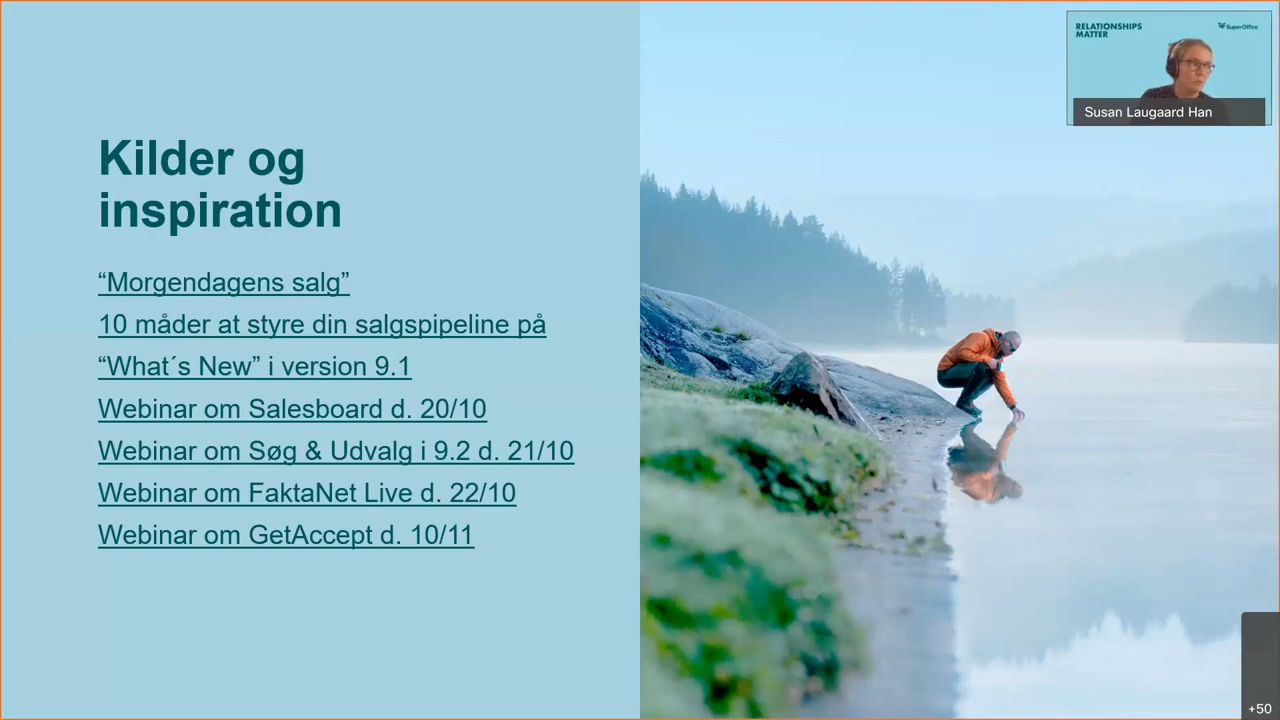 Kilder og
inspiration
“Morgendagens salg”
10 måder at styre din salgspipeline på
“What´s New” i version 9.1
Webinar om Salesboard d. 20/10
Webinar om Søg & Udvalg i 9.2 d. 21/10
Webinar om FaktaNet Live d. 22/10
Webinar om GetAccept d. 10/11
RELATIONSHIPS
MATTER
SuperOffice
Susan Laugaard Han
+50